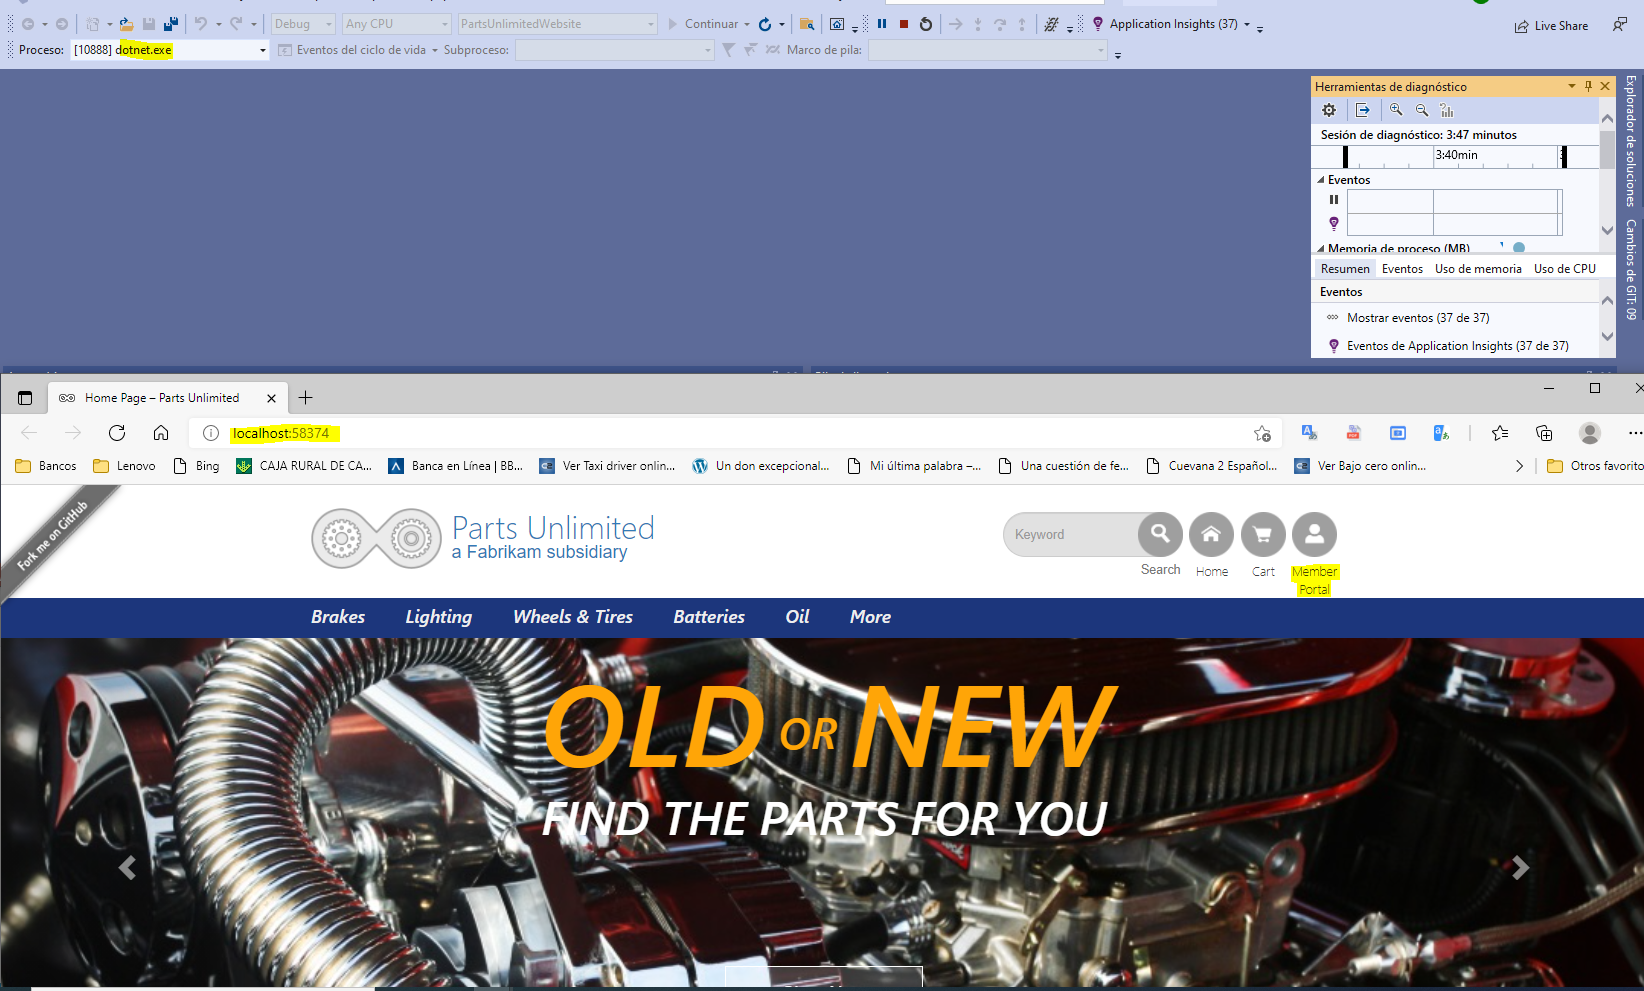 Debug
Any CPU
PartsUnlimitedWebsite
Continuar
Application Insights (37)
Live Share
Proceso:
[10888] dotnet.exe
Eventos del ciclo de vida
Subproceso:
Marco de pila:
Herramientas de diagnóstico
Sesión de diagnóstico: 3:47 minutos
3:40min
Eventos
Memoria de proceso (MB)
Resumen
Eventos
Uso de memoria
Uso de CPU
Eventos
Mostrar eventos (37 de 37)
Eventos de Application Insights (37 de 37)
Explorador de soluciones
Cambios de GIT: 09
Home Page – Parts Unlimited
localhost:58374
Bancos
Lenovo
Bing
CAJA RURAL DE CA...
Banca en Línea | BB...
Ver Taxi driver onlin...
Un don excepcional...
Mi última palabra –...
Una cuestión de fe...
Cuevana 2 Español...
Ver Bajo cero onlin...
Otros favorito
Fork me on GitHub
Parts Unlimited
a Fabrikam subsidiary
Keyword
Search
Home
Cart
Member
Portal
Brakes
Lighting
Wheels & Tires
Batteries
Oil
More
OLD OR NEW
FIND THE PARTS FOR YOU